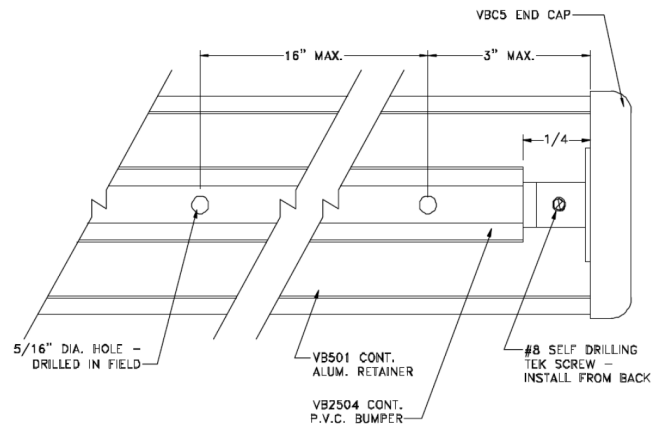 VBC5 END CAP
16" MAX.
3" MAX.
1/4
5/16" DIA. HOLE –
DRILLED IN FIELD
VB501 CONT.
ALUM. RETAINER
VB2504 CONT.
P.V.C. BUMPER
#8 SELF DRILLING
TEK SCREW –
INSTALL FROM BACK